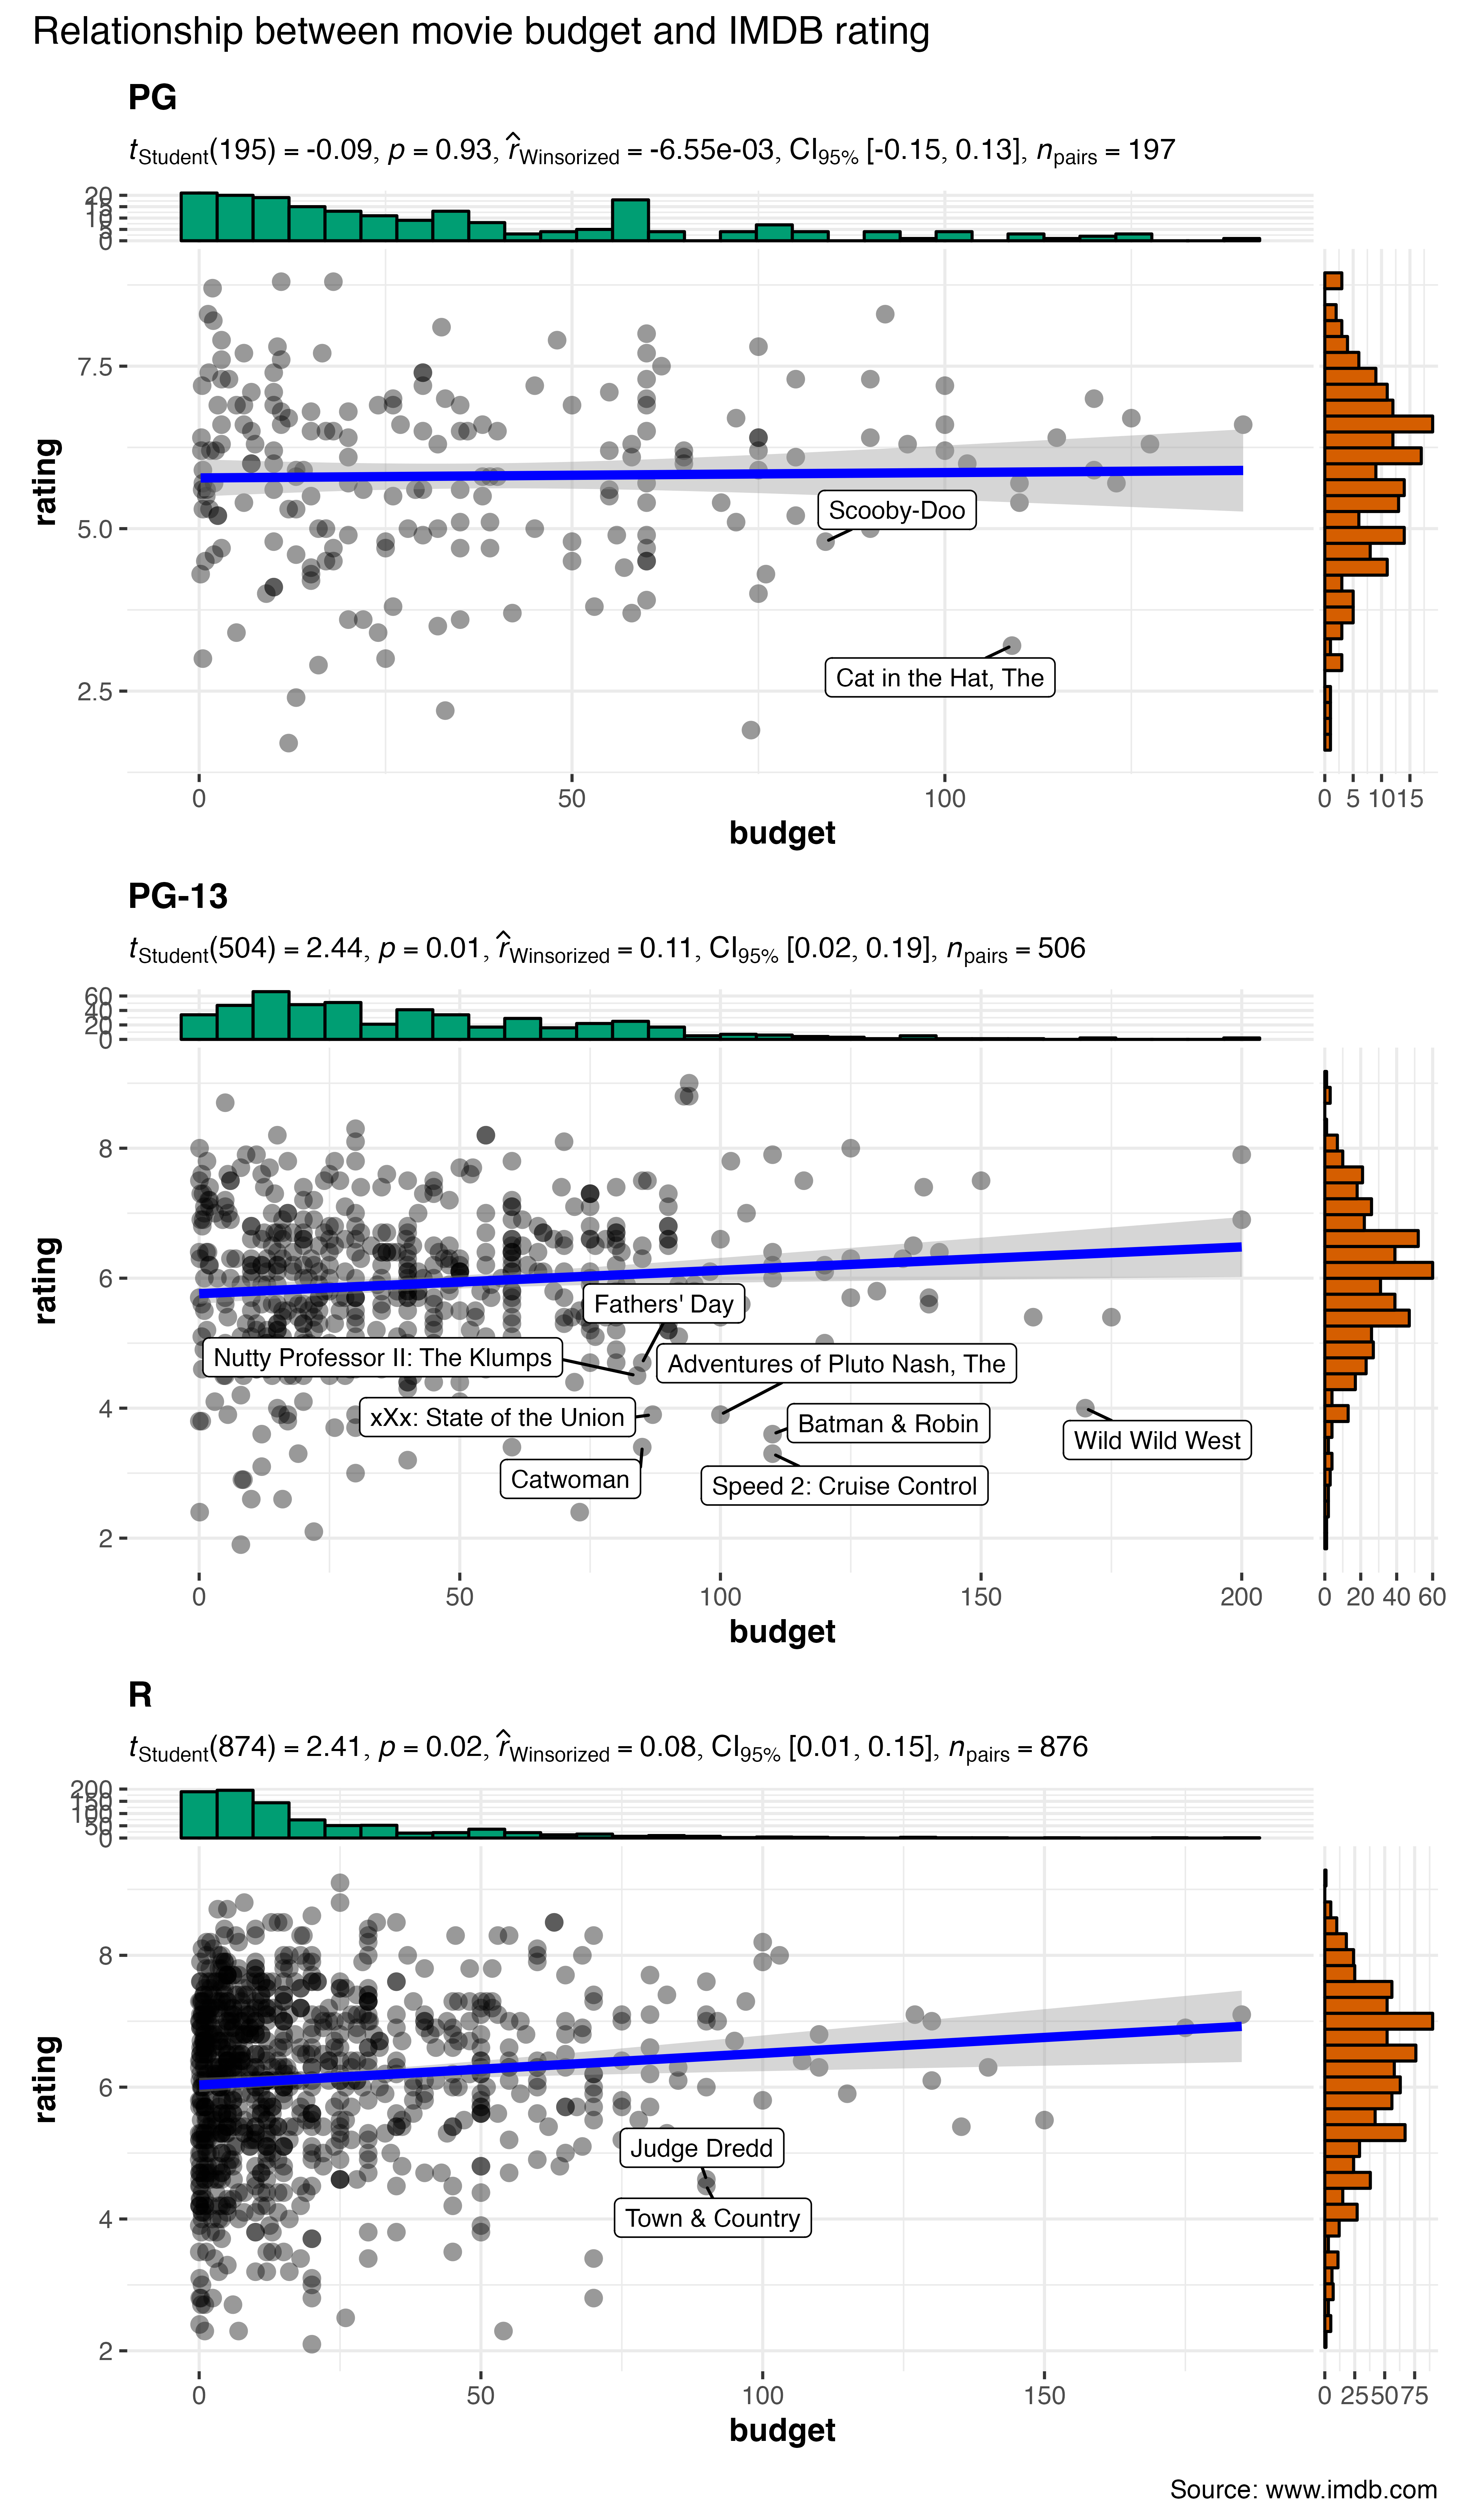 Relationship between movie budget and IMDB rating
PG
tStudent(195) = -0.09, p = 0.93, r̂Winsorized = -6.55e-03, CI95% [-0.15, 0.13], npairs = 197
20
15
10
5
0
7.5
5.0
2.5
rating
Scooby-Doo
Cat in the Hat, The
0 50 100
0 5 10 15
budget
PG-13
tStudent(504) = 2.44, p = 0.01, r̂Winsorized = 0.11, CI95% [0.02, 0.19], npairs = 506
60
40
20
0
8
6
4
2
rating
Fathers' Day
Nutty Professor II: The Klumps
Adventures of Pluto Nash, The
xXx: State of the Union
Batman & Robin
Wild Wild West
Catwoman
Speed 2: Cruise Control
0 50 100 150 200
0 20 40 60
budget
R
tStudent(874) = 2.41, p = 0.02, r̂Winsorized = 0.08, CI95% [0.01, 0.15], npairs = 876
200
150
100
50
0
8
6
4
2
rating
Judge Dredd
Town & Country
0 50 100 150
0 25 50 75
budget
Source: www.imdb.com